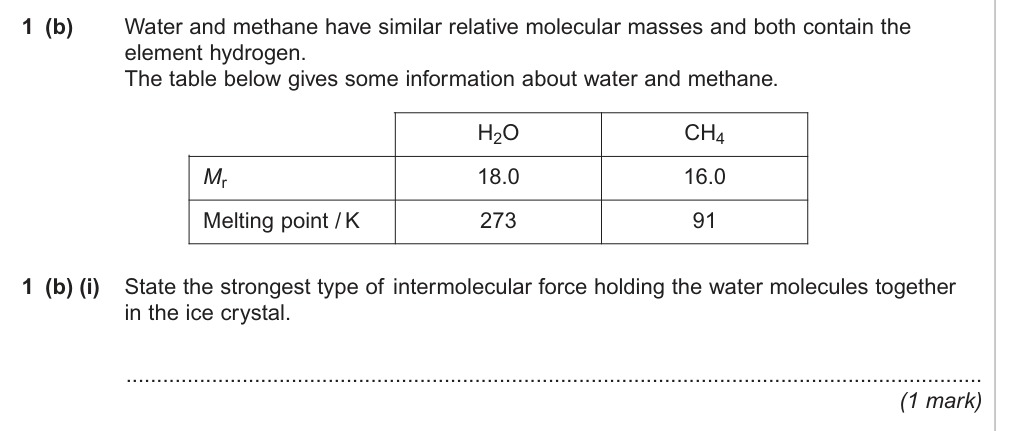 1 (b) Water and methane have similar relative molecular masses and both contain the
element hydrogen.
The table below gives some information about water and methane.
H₂O CH₄
Mᵣ 18.0 16.0
Melting point / K 273 91
1 (b) (i) State the strongest type of intermolecular force holding the water molecules together
in the ice crystal.
....................................................................................................................................
(1 mark)